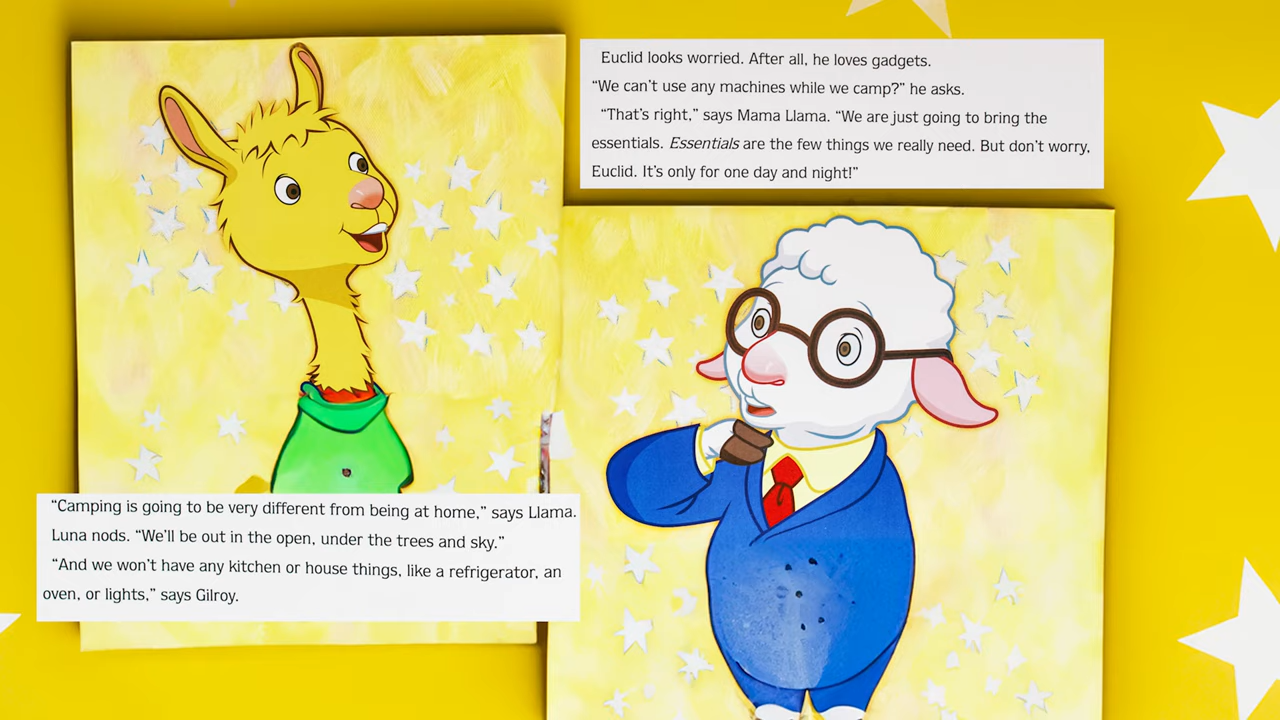 “Camping is going to be very different from being at home,” says Llama.
Luna nods. “We’ll be out in the open, under the trees and sky.”
“And we won’t have any kitchen or house things, like a refrigerator, an
oven, or lights,” says Gilroy.
Euclid looks worried. After all, he loves gadgets.
“We can’t use any machines while we camp?” he asks.
“That’s right,” says Mama Llama. “We are just going to bring the
essentials. Essentials are the few things we really need. But don’t worry,
Euclid. It’s only for one day and night!”